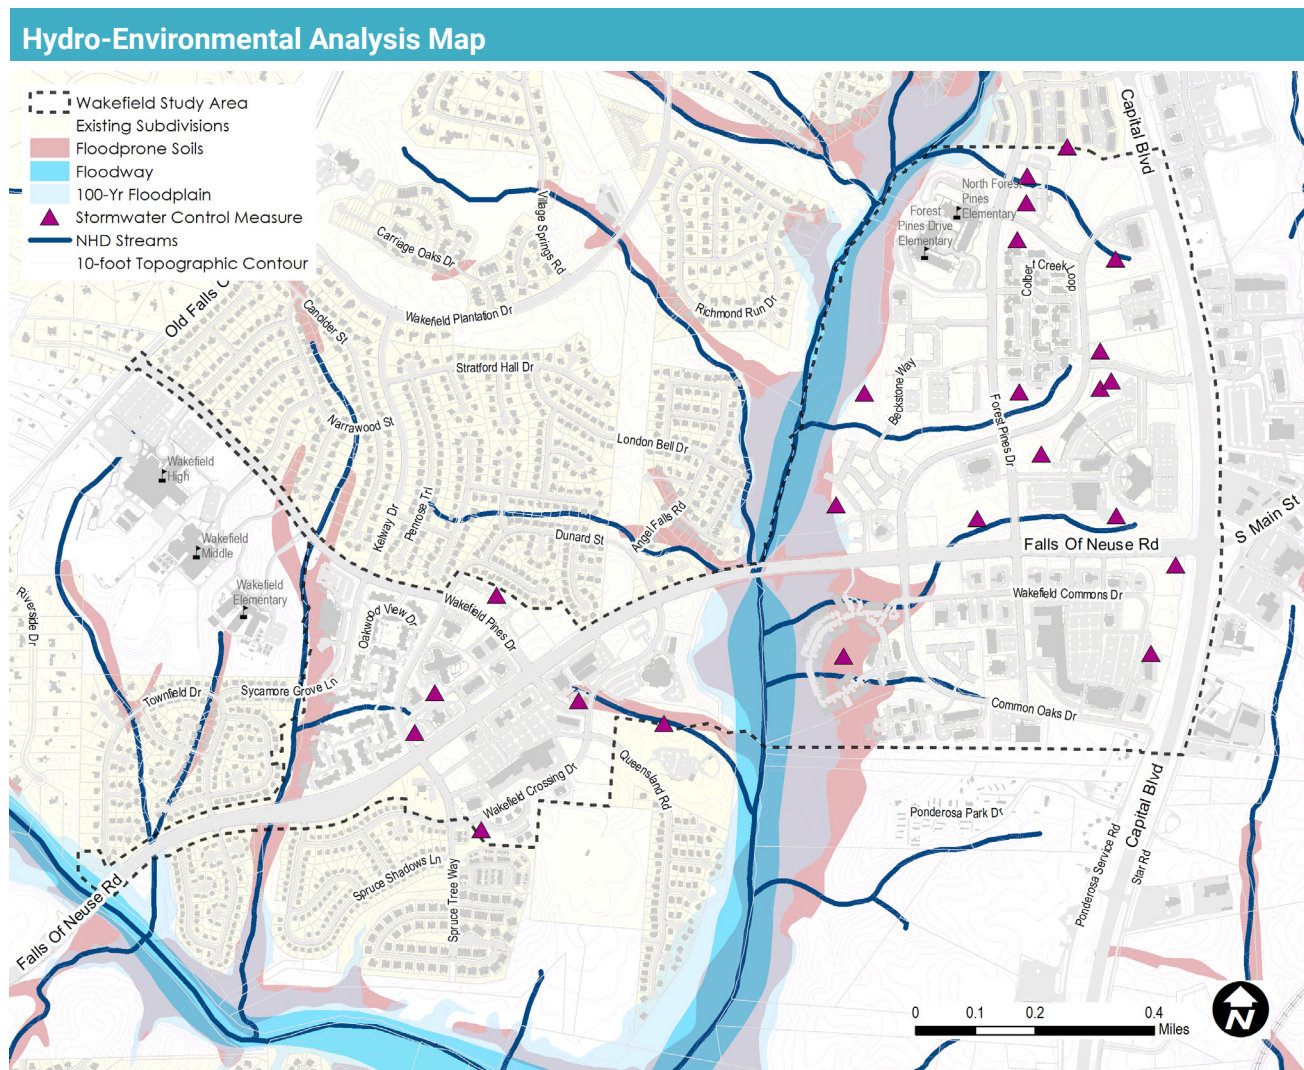 Hydro-Environmental Analysis Map
Wakefield Study Area
Existing Subdivisions
Floodprone Soils
Floodway
100-Yr Floodplain
Stormwater Control Measure
NHD Streams
10-foot Topographic Contour
Capital Blvd
North Forest
Pines
Elementary
Forest
Pines Drive
Elementary
Village Springs Rd
Carriage Oaks Dr
Colbert Creek Loop
Old Falls O
Canolder St
Wakefield Plantation Dr
Richmond Run Dr
Stratford Hall Dr
Beckstone Way
Narrawood St
London Bell Dr
Forest Pines Dr
Wakefield
High
Penrose Trl
Kelway Dr
Angel Falls Rd
Dunard St
S Main St
Wakefield
Middle
Falls Of Neuse Rd
Wakefield
Elementary
Riverside Dr
Oakwood View Dr
Wakefield Pines Dr
Wakefield Commons Dr
Townfield Dr
Sycamore Grove Ln
Common Oaks Dr
Queensland Rd
Wakefield Crossing Dr
Capital Blvd
Ponderosa Park Dr
Ponderosa Service Rd
Star Rd
Spruce Shadows Ln
Spruce Tree Way
Falls Of Neuse Rd
0 0.1 0.2 0.4
Miles
N